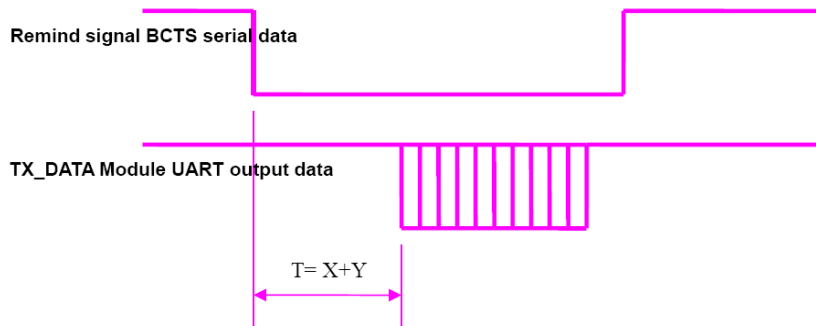 Remind signal BCTS serial data
TX_DATA Module UART output data
T= X+Y